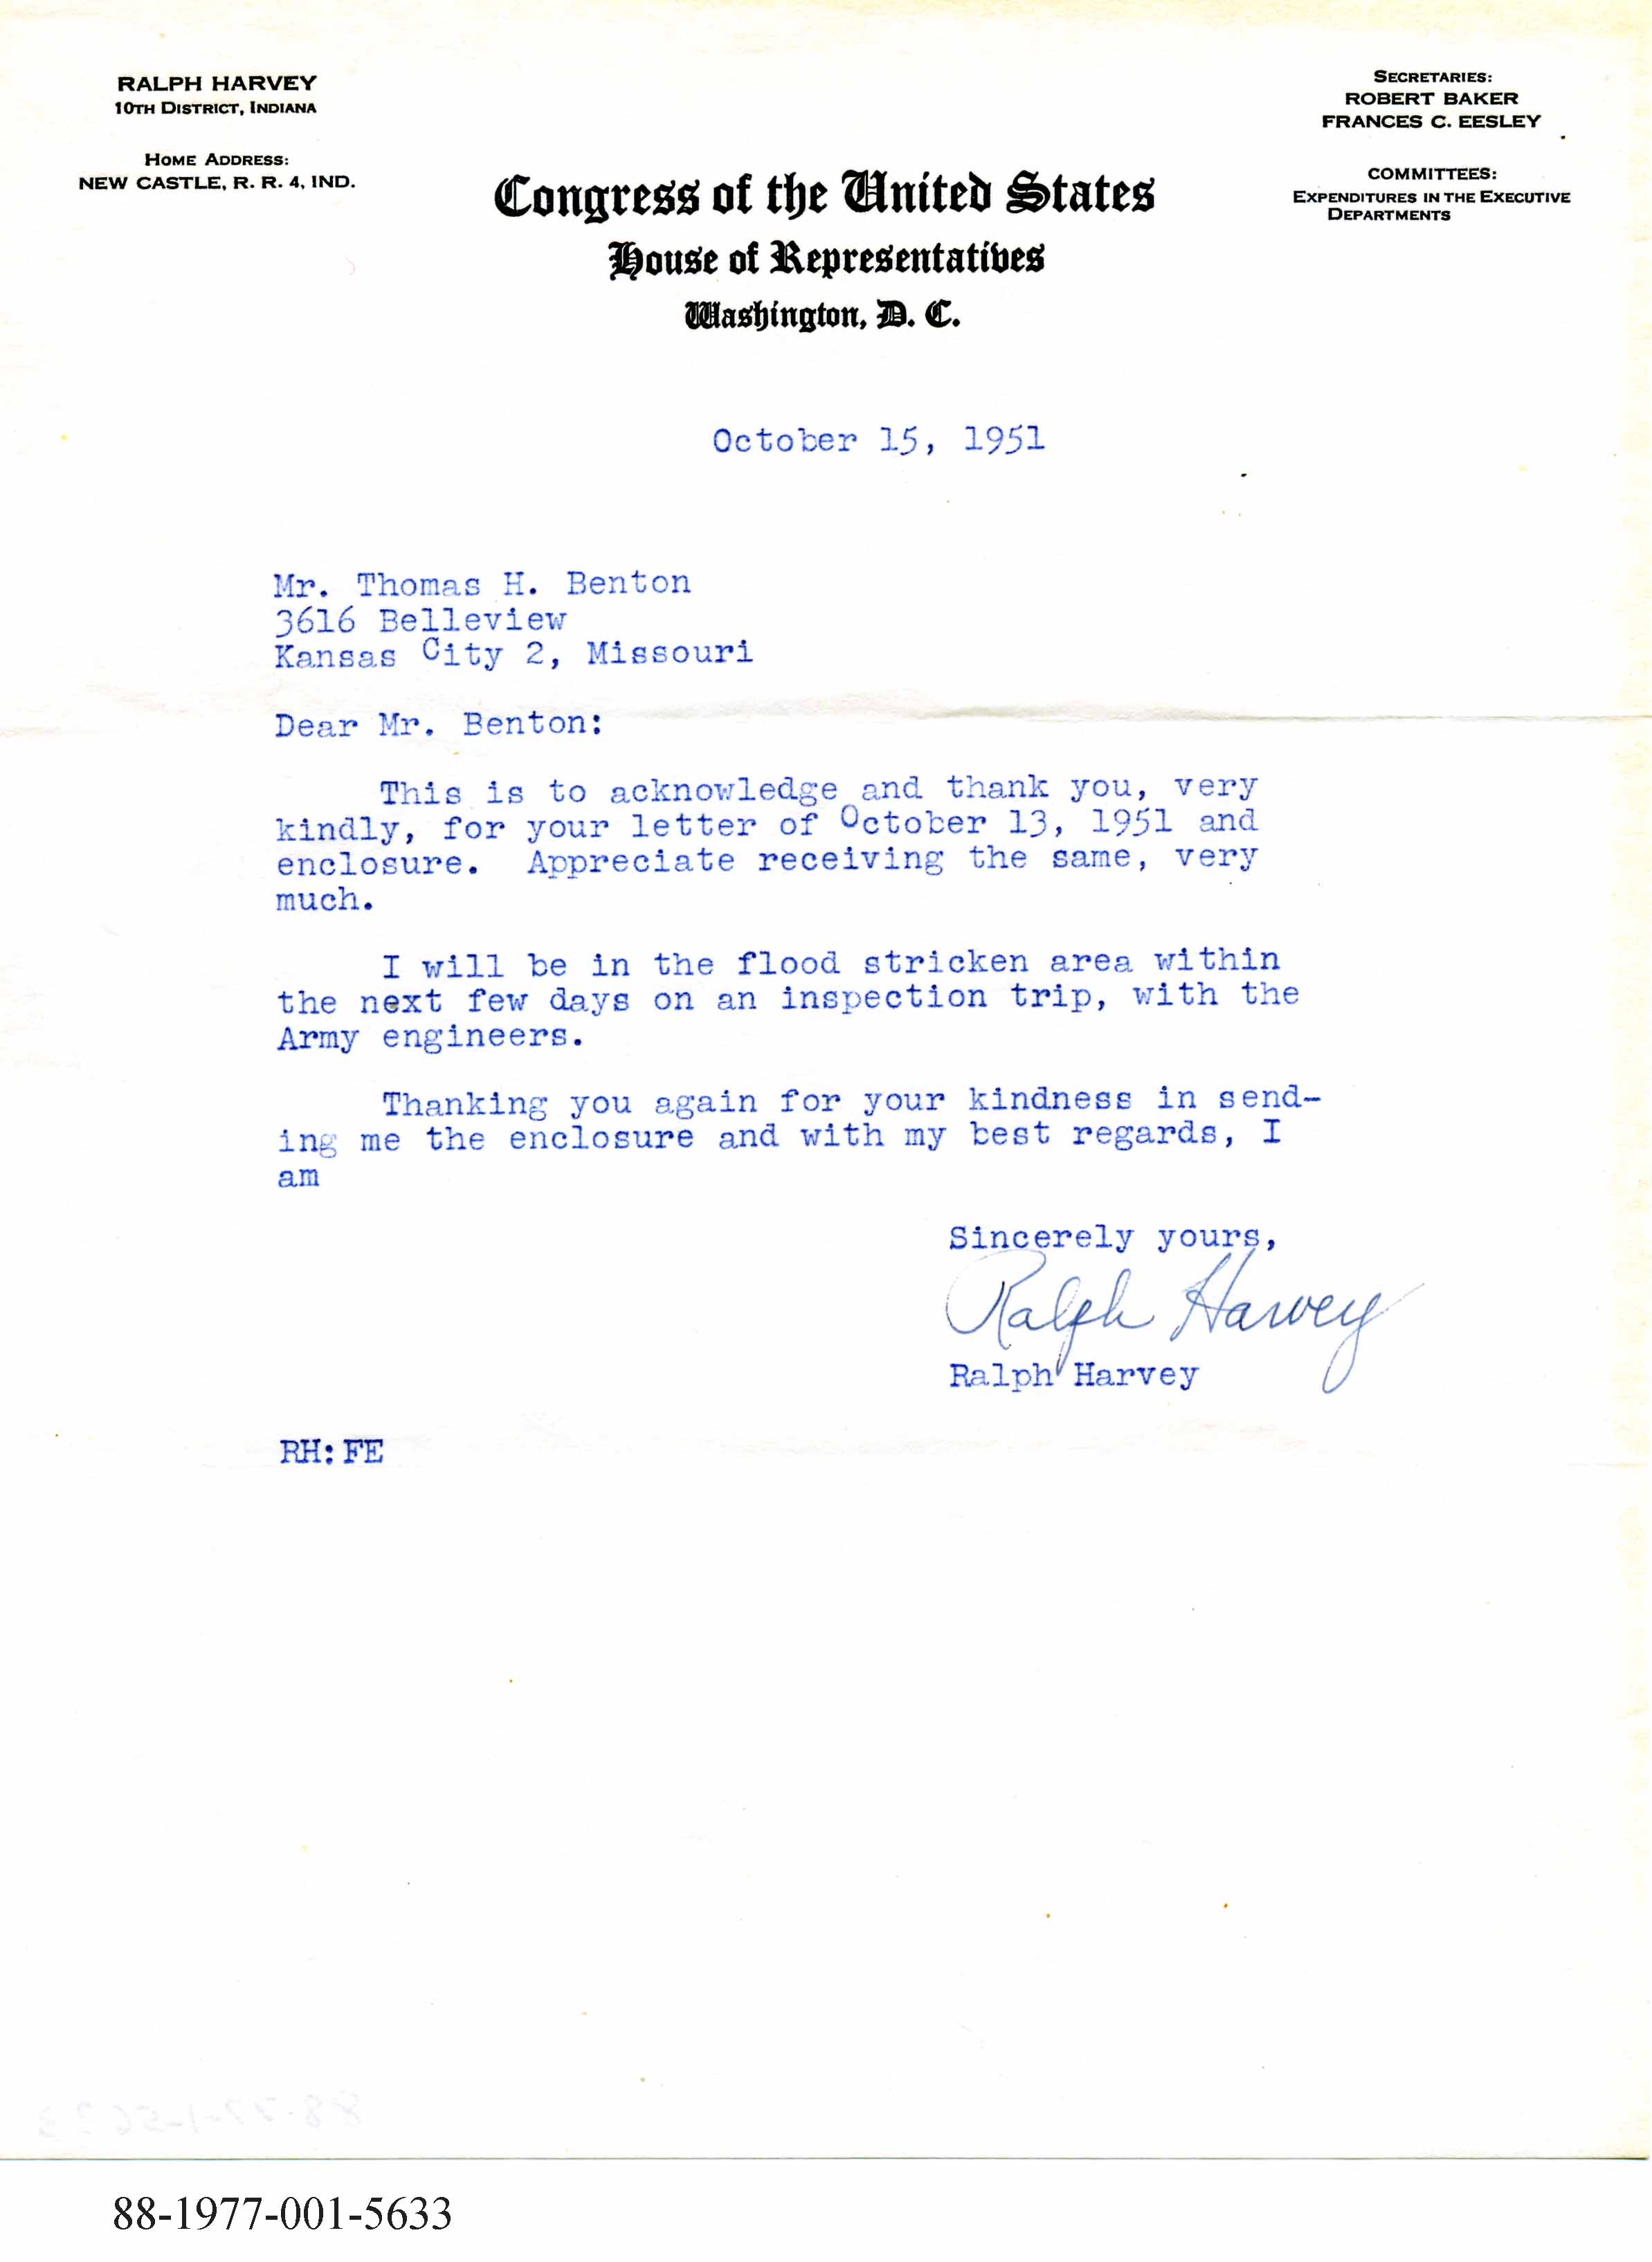 RALPH HARVEY
10TH DISTRICT, INDIANA
HOME ADDRESS:
NEW CASTLE, R. R. 4, IND.
SECRETARIES:
ROBERT BAKER
FRANCES C. EESLEY
COMMITTEES:
EXPENDITURES IN THE EXECUTIVE
DEPARTMENTS
Congress of the United States
House of Representatives
Washington, D. C.
October 15, 1951
Mr. Thomas H. Benton
3616 Belleview
Kansas City 2, Missouri
Dear Mr. Benton:
This is to acknowledge and thank you, very
kindly, for your letter of October 13, 1951 and
enclosure. Appreciate receiving the same, very
much.
I will be in the flood stricken area within
the next few days on an inspection trip, with the
Army engineers.
Thanking you again for your kindness in send-
ing me the enclosure and with my best regards, I
am
Sincerely yours,
Ralph Harvey
Ralph Harvey
RH:FE
88-77-1-5633
88-1977-001-5633